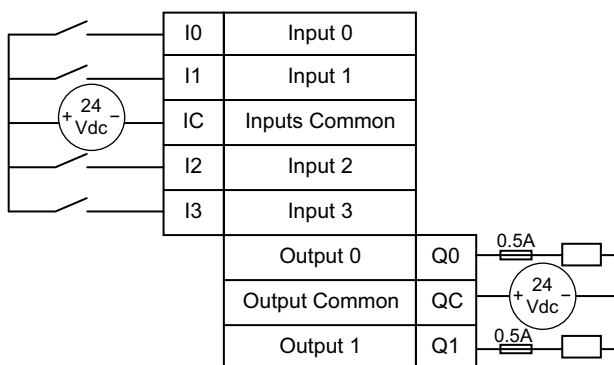 I0 Input 0
I1 Input 1
+ 24 Vdc −
IC Inputs Common
I2 Input 2
I3 Input 3
Output 0 Q0 0.5A
Output Common QC
+ 24 Vdc −
Output 1 Q1 0.5A